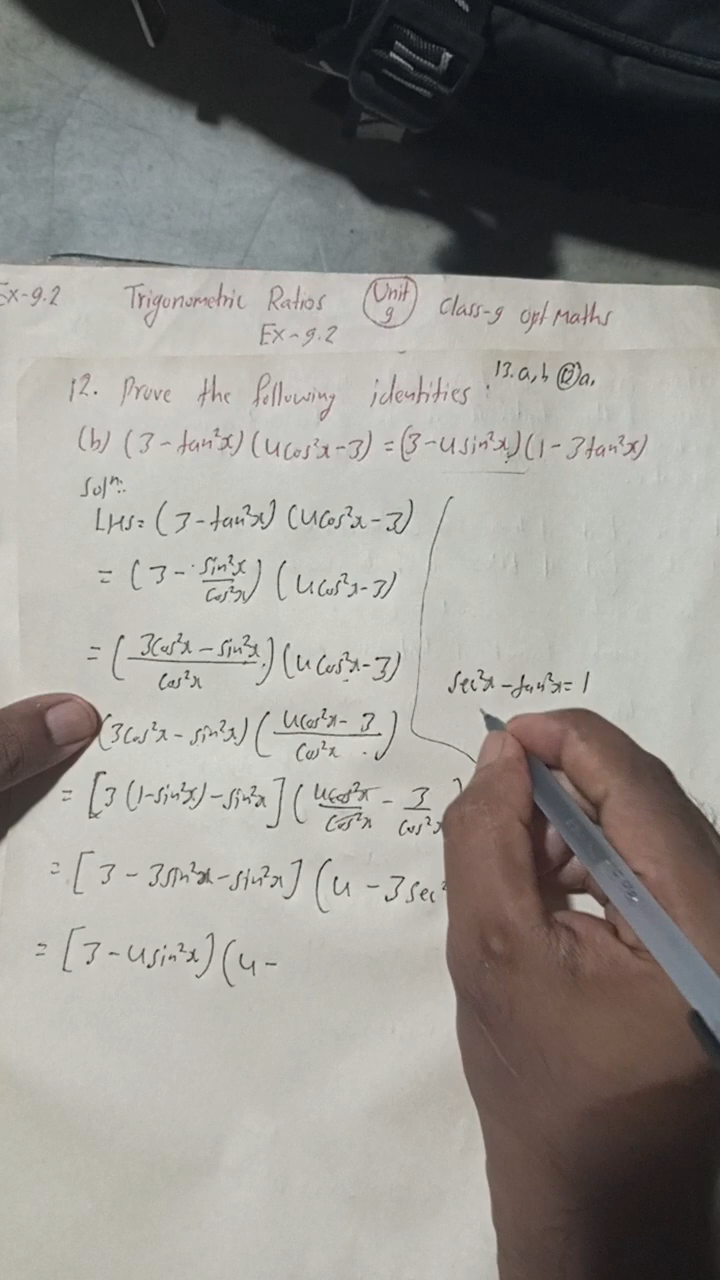 Ex-9.2 Trigonometric Ratios Unit 9 Class-9 opt Maths
Ex-9.2
12. Prove the following identities : 13. a, b 12 a,
(b) (3 - tan²x) (4cos²x - 3) = (3 - 4sin²x) (1 - 3tan²x)
Solⁿ:
LHS = (3 - tan²x) (4cos²x - 3)
= (3 - sin²x/cos²x) (4cos²x - 3)
= (3cos²x - sin²x/cos²x) (4cos²x - 3)
sec²x - tan²x = 1
(3cos²x - sin²x) (4cos²x - 3/cos²x)
= [3 (1 - sin²x) - sin²x] (4cos²x/cos²x - 3/cos²x
= [3 - 3sin²x - sin²x] (4 - 3sec²
= [3 - 4sin²x) (4 -